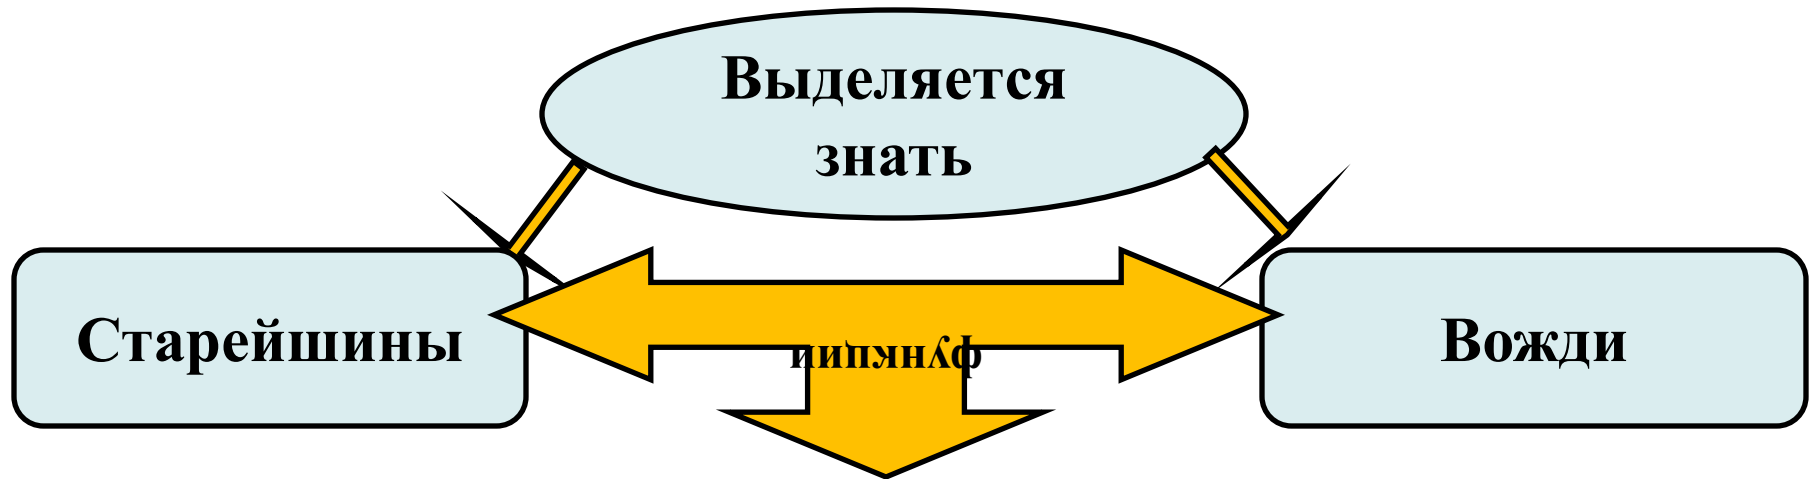 Выделяется
знать
Старейшины
Вожди
функции